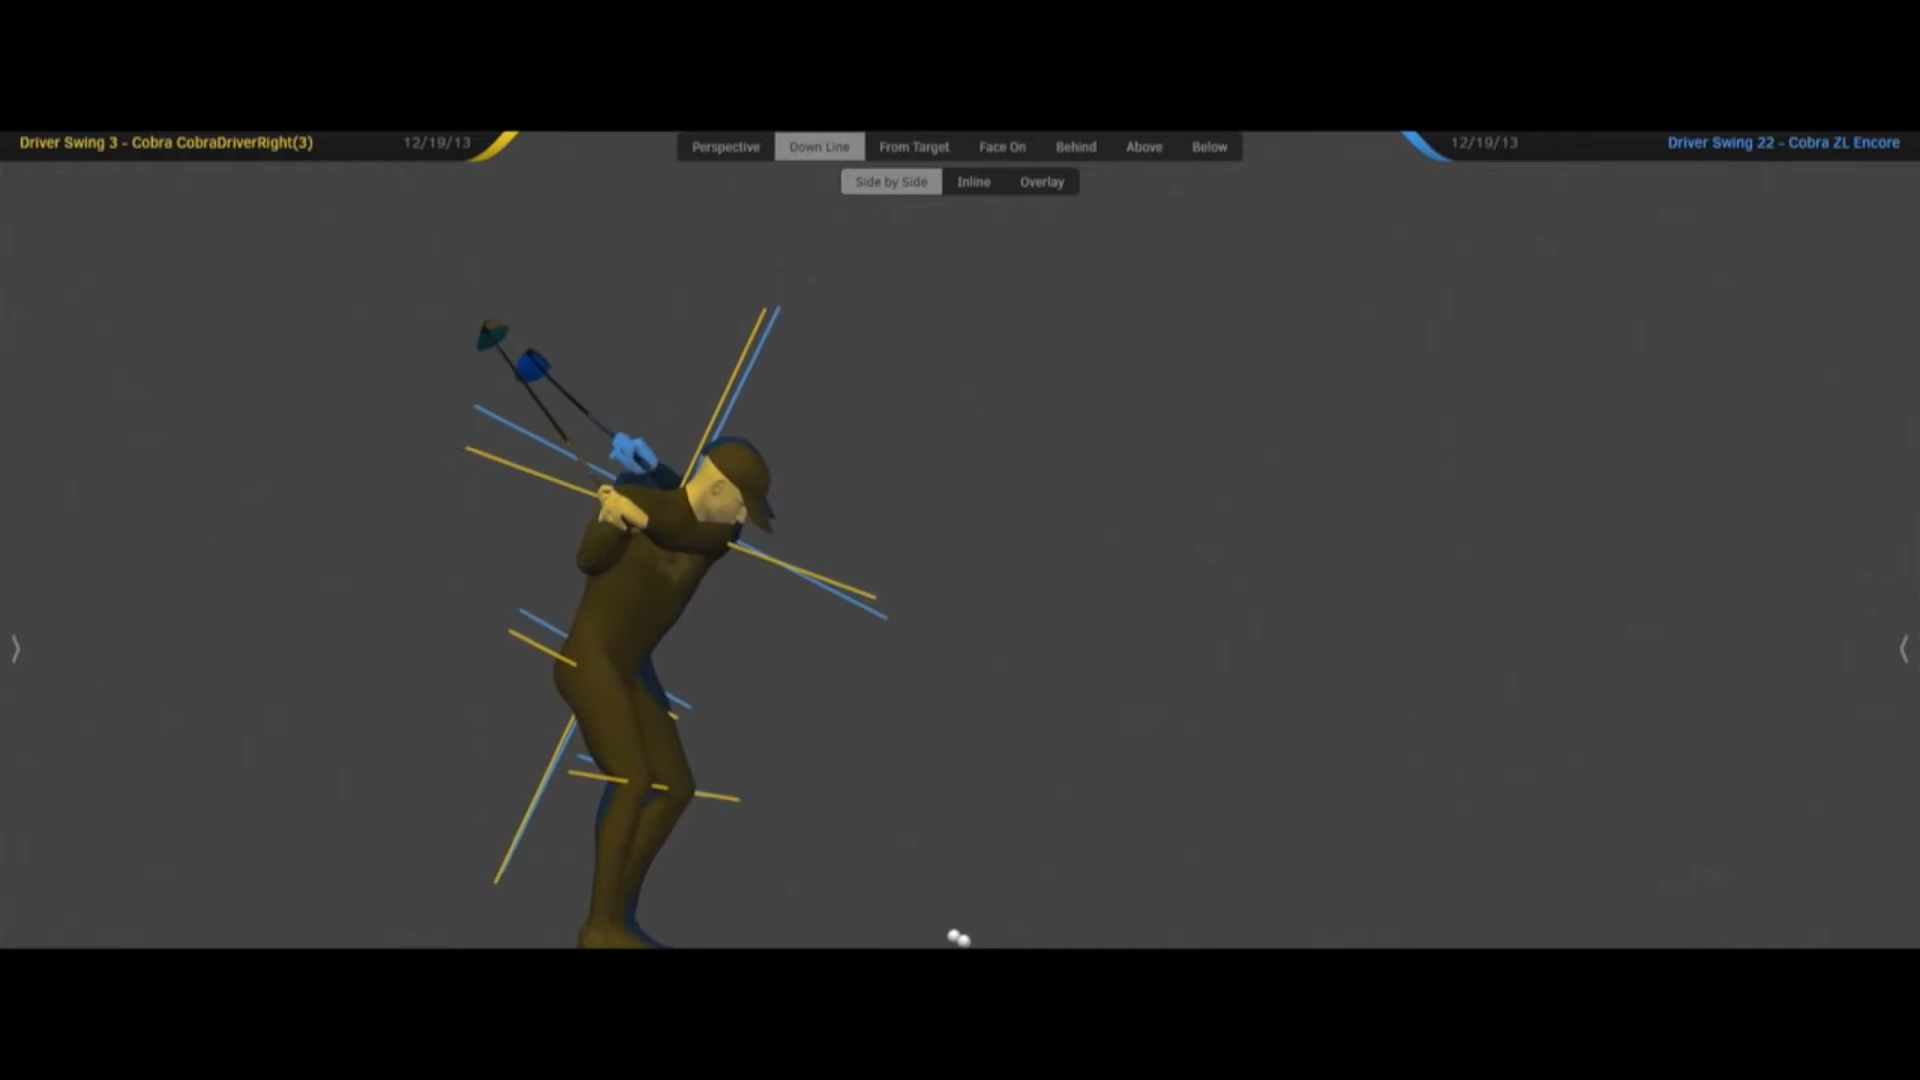 Driver Swing 3 - Cobra CobraDriverRight(3) 12/19/13
Perspective Down Line From Target Face On Behind Above Below
12/19/13 Driver Swing 22 - Cobra ZL Encore
Side by Side Inline Overlay